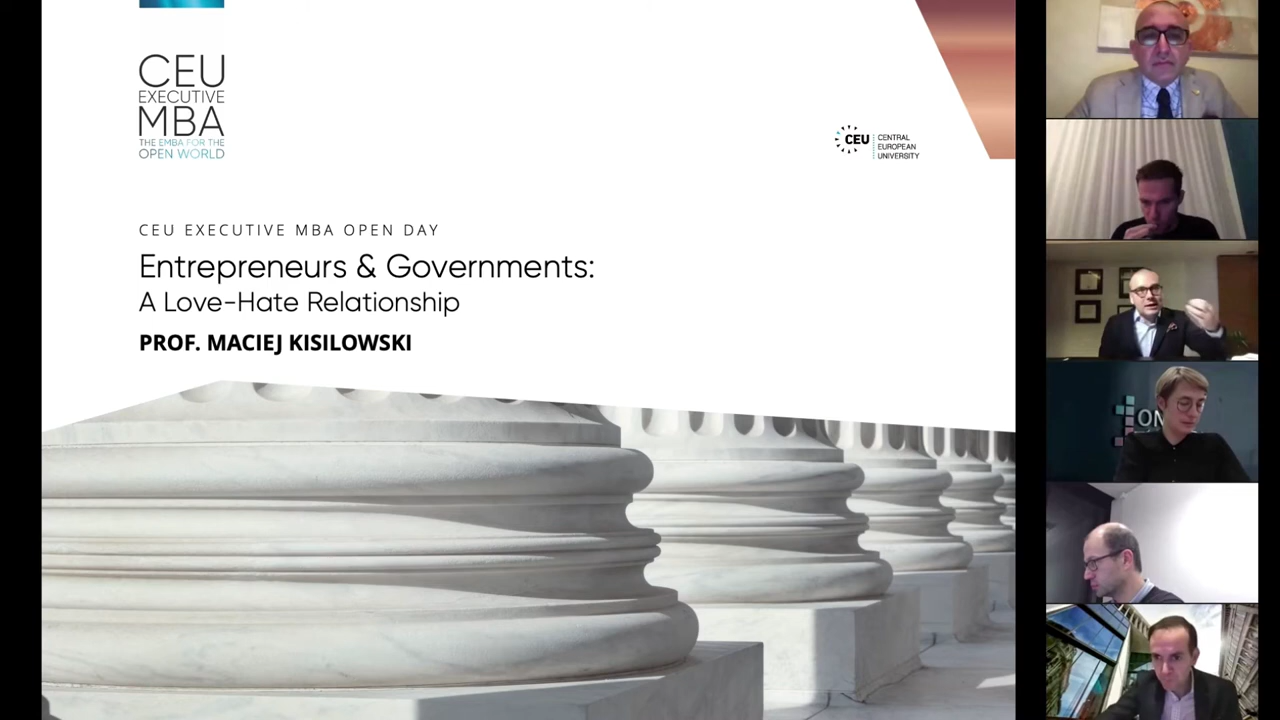 CEU
EXECUTIVE
MBA
THE EMBA FOR THE
OPEN WORLD
CEU
CENTRAL
EUROPEAN
UNIVERSITY
CEU EXECUTIVE MBA OPEN DAY
Entrepreneurs & Governments:
A Love-Hate Relationship
PROF. MACIEJ KISILOWSKI
ON